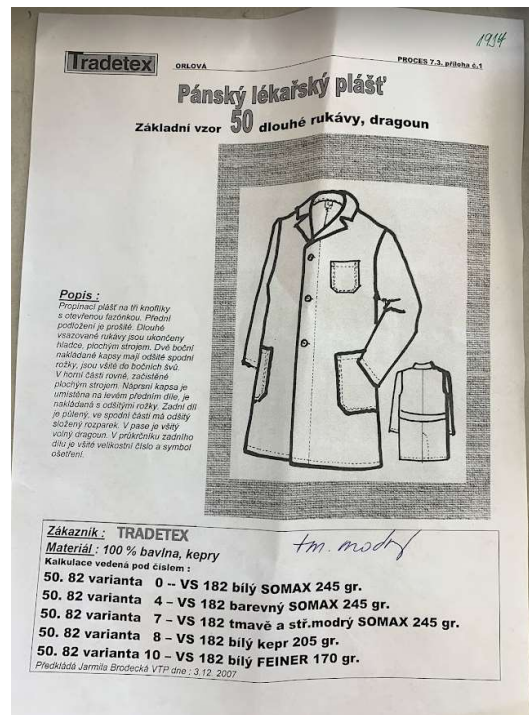 1934
Tradetex ORLOVÁ PROCES 7.3. příloha č.1
Pánský lékařský plášť
Základní vzor 50 dlouhé rukávy, dragoun
Popis :
Propínací plášť na tři knoflíky
s otevřenou fazónkou. Přední
podložení je prošité. Dlouhé
vsazované rukávy jsou ukončeny
hladce, plochým strojem. Dvě boční
nakládané kapsy mají odšité spodní
rožky, jsou všité do bočních švů.
V horní části rovné, začistěné
plochým strojem. Náprsní kapsa je
umístěna na levém předním díle, je
nakládaná s odšitými rožky. Zadní díl
je půlený, ve spodní části má odšitý
složený rozparek. V pase je všitý
volný dragoun. V průkrčníku zadního
dílu je všité velikostní číslo a symbol
ošetření.
Zákazník : TRADETEX
Materiál : 100 % bavlna, kepry
tm. modrý
Kalkulace vedená pod číslem :
50. 82 varianta 0 -- VS 182 bílý SOMAX 245 gr.
50. 82 varianta 4 – VS 182 barevný SOMAX 245 gr.
50. 82 varianta 7 – VS 182 tmavě a stř.modrý SOMAX 245 gr.
50. 82 varianta 8 – VS 182 bílý kepr 205 gr.
50. 82 varianta 10 – VS 182 bílý FEINER 170 gr.
Předkládá Jarmila Brodecká VTP dne : 3.12. 2007